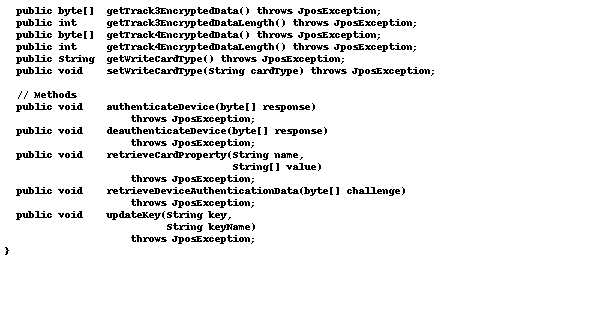 public byte[]  getTrack3EncryptedData() throws JposException;
public int     getTrack3EncryptedDataLength() throws JposException;
public byte[]  getTrack4EncryptedData() throws JposException;
public int     getTrack4EncryptedDataLength() throws JposException;
public String  getWriteCardType() throws JposException;
public void    setWriteCardType(String cardType) throws JposException;
// Methods
public void    authenticateDevice(byte[] response)
throws JposException;
public void    deauthenticateDevice(byte[] response)
throws JposException;
public void    retrieveCardProperty(String name,
String[] value)
throws JposException;
public void    retrieveDeviceAuthenticationData(byte[] challenge)
throws JposException;
public void    updateKey(String key,
String keyName)
throws JposException;
}